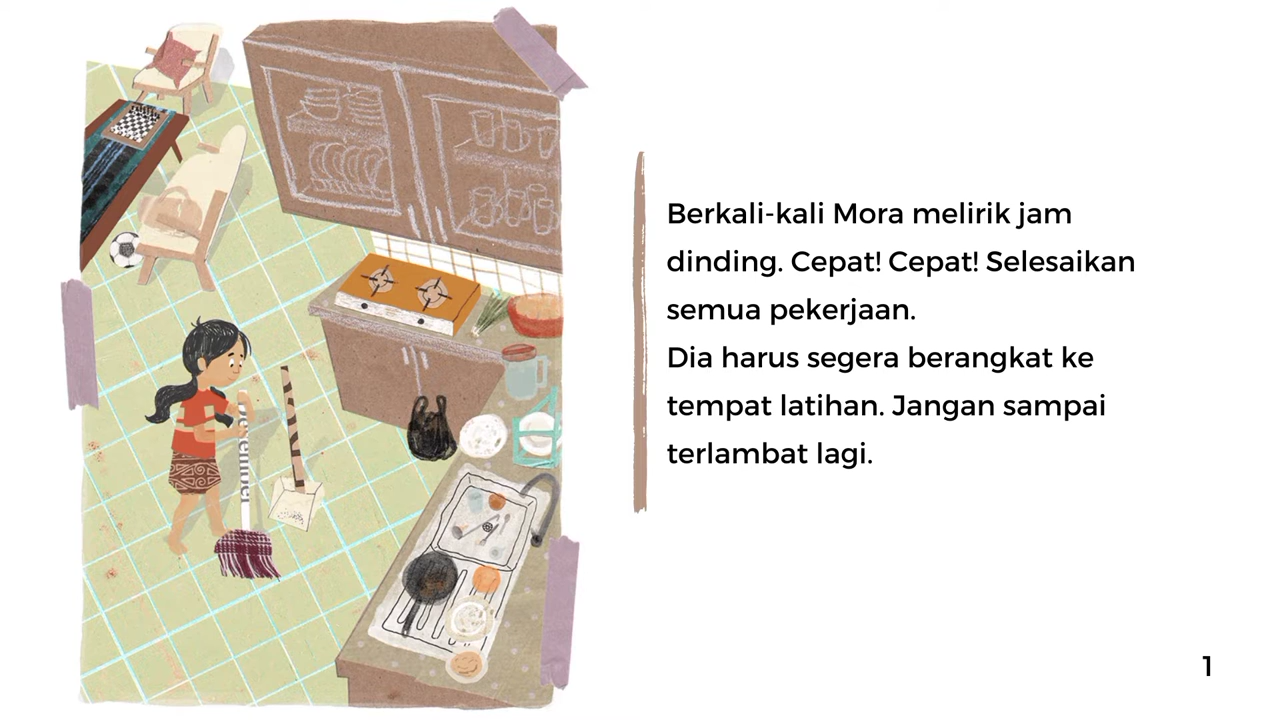 Berkali-kali Mora melirik jam
dinding. Cepat! Cepat! Selesaikan
semua pekerjaan.
Dia harus segera berangkat ke
tempat latihan. Jangan sampai
terlambat lagi.
1